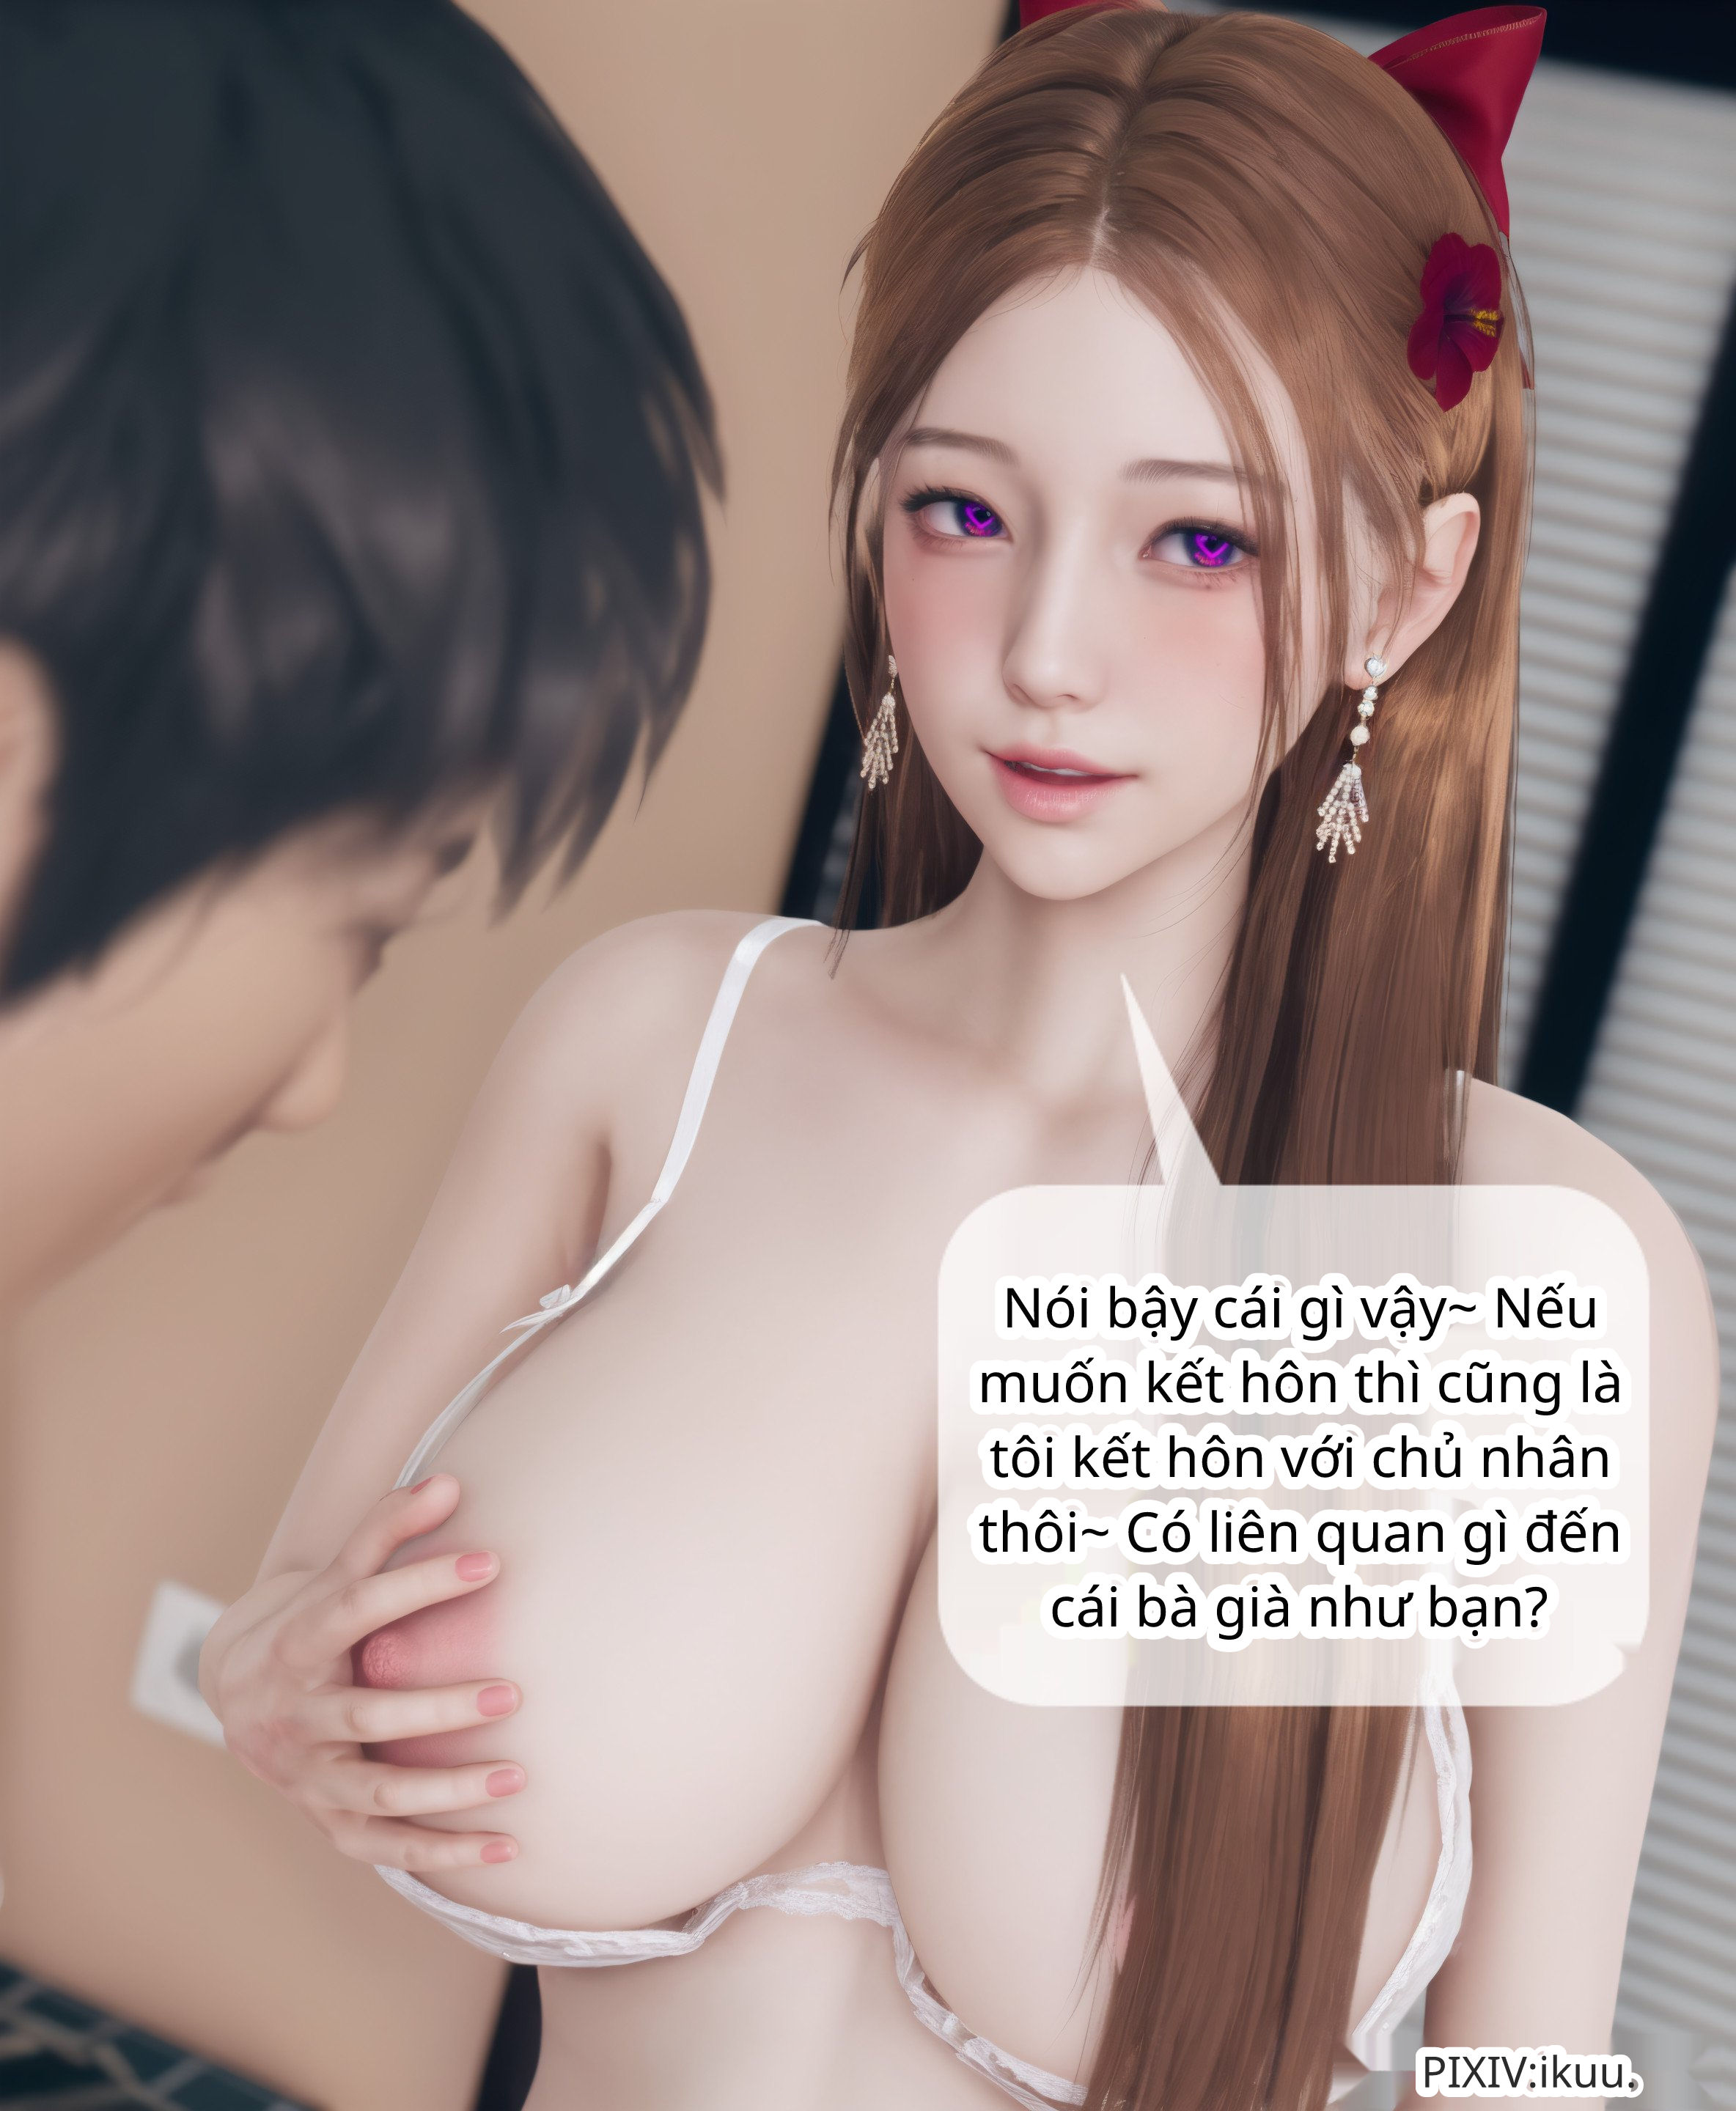 Nói bậy cái gì vậy~ Nếu
muốn kết hôn thì cũng là
tôi kết hôn với chủ nhân
thôi~ Có liên quan gì đến
cái bà già như bạn?
PIXIV:ikuu.